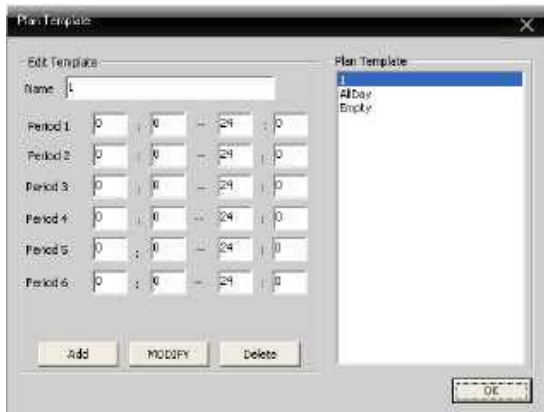 Plan Template
Edit Template
Name 1
Period 1 0 : 0 -- 24 : 0
Period 2 0 : 0 -- 24 : 0
Period 3 0 : 0 -- 24 : 0
Period 4 0 : 0 -- 24 : 0
Period 5 0 : 0 -- 24 : 0
Period 6 0 : 0 -- 24 : 0
Add MODIFY Delete
Plan Template
1
AllDay
Empty
OK